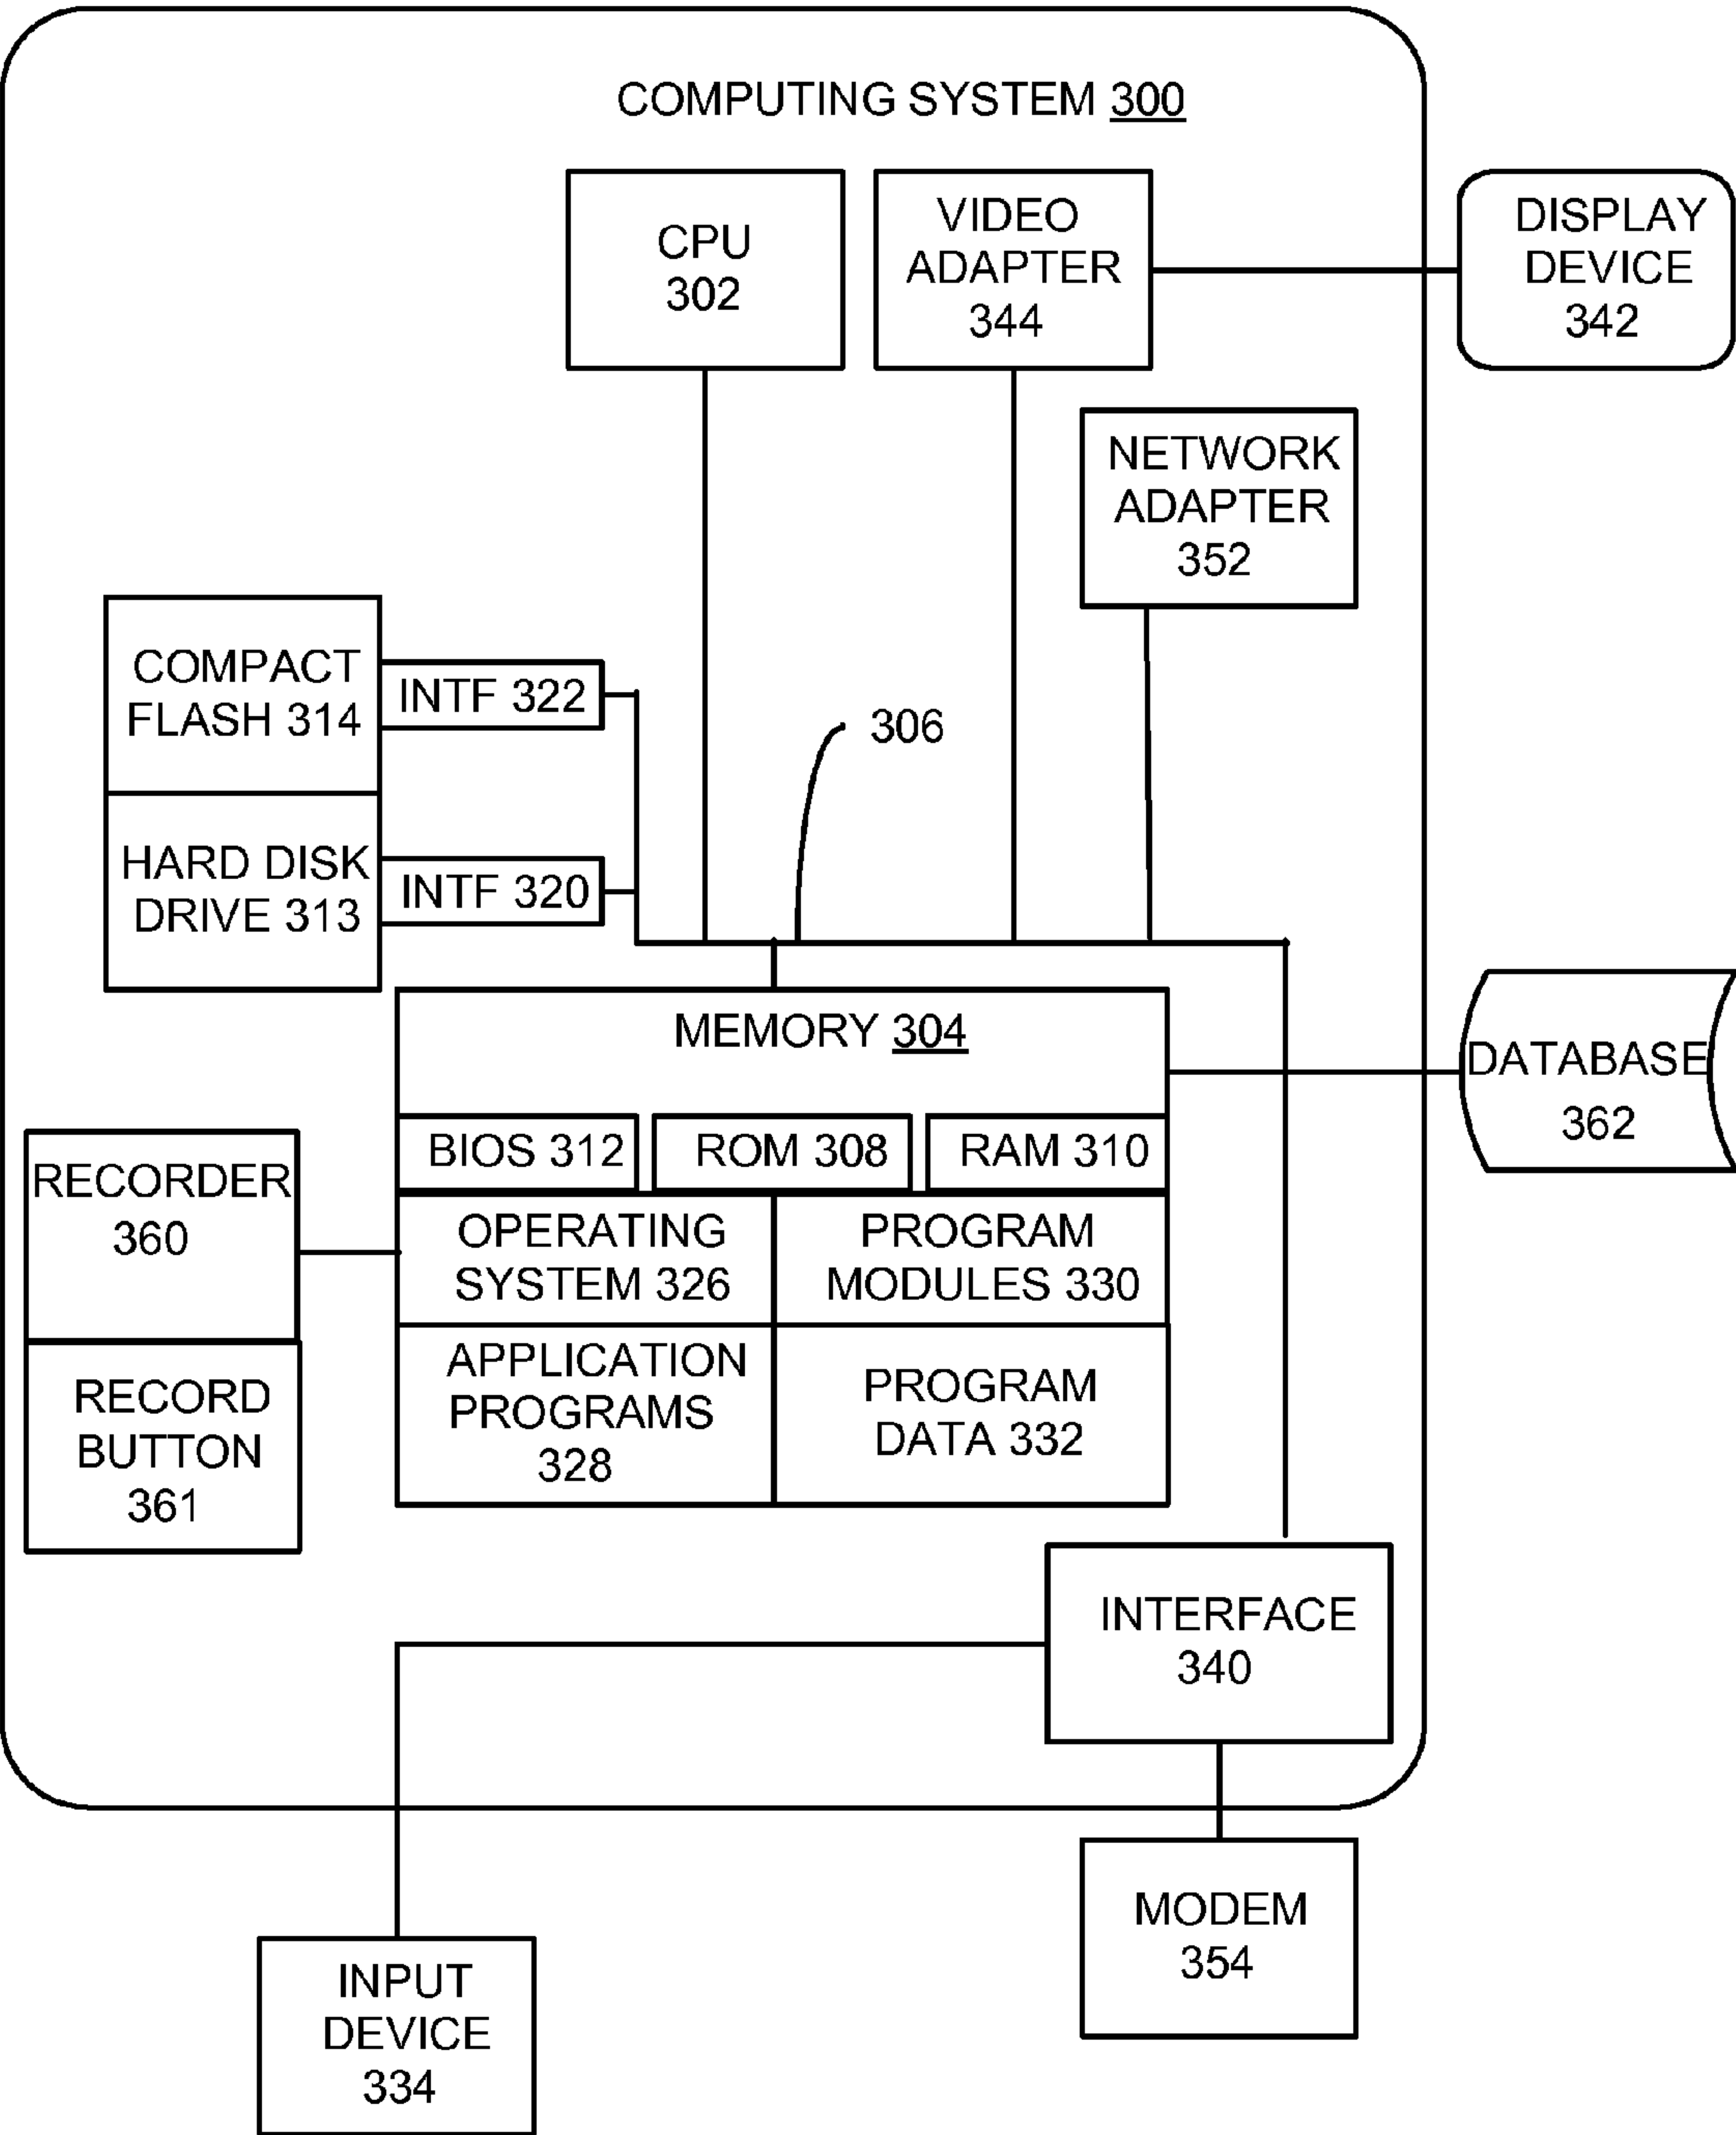 COMPUTING SYSTEM 300
CPU
302
VIDEO
ADAPTER
344
DISPLAY
DEVICE
342
NETWORK
ADAPTER
352
COMPACT
FLASH 314
INTF 322
306
HARD DISK
DRIVE 313
INTF 320
MEMORY 304
DATABASE
362
BIOS 312
ROM 308
RAM 310
RECORDER
360
OPERATING
SYSTEM 326
PROGRAM
MODULES 330
RECORD
BUTTON
361
APPLICATION
PROGRAMS
328
PROGRAM
DATA 332
INTERFACE
340
MODEM
354
INPUT
DEVICE
334